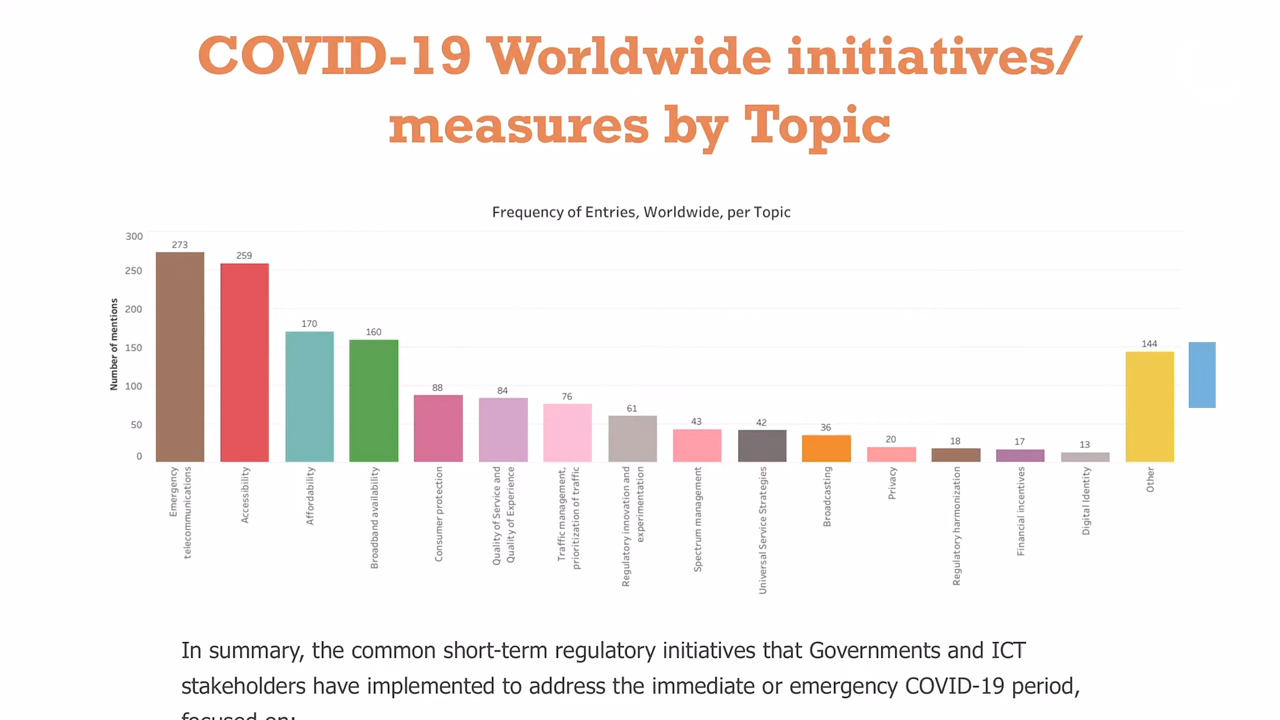 COVID-19 Worldwide initiatives/
measures by Topic
Frequency of Entries, Worldwide, per Topic
Number of mentions
300
250
200
150
100
50
0
273
259
170
160
88
84
76
61
43
42
36
20
18
17
13
144
Emergency
telecommunications
Accessibility
Affordability
Broadband availability
Consumer protection
Quality of Service and
Quality of Experience
Traffic management,
prioritization of traffic
Regulatory innovation and
experimentation
Spectrum management
Universal Service Strategies
Broadcasting
Privacy
Regulatory harmonization
Financial incentives
Digital Identity
Other
In summary, the common short-term regulatory initiatives that Governments and ICT
stakeholders have implemented to address the immediate or emergency COVID-19 period,
focused on: